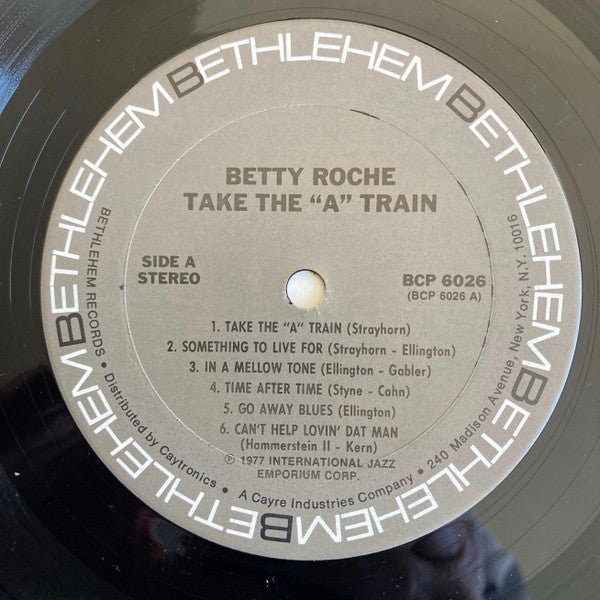 BETHLEHEM BETHLEHEM BETHLEHEM BETHLEHEM BETHLEHEM BETHLEHEM
BETTY ROCHE
TAKE THE “A” TRAIN
SIDE A
STEREO
BCP 6026
(BCP 6026 A)
1. TAKE THE “A” TRAIN (Strayhorn)
2. SOMETHING TO LIVE FOR (Strayhorn - Ellington)
3. IN A MELLOW TONE (Ellington - Gabler)
4. TIME AFTER TIME (Styne - Cahn)
5. GO AWAY BLUES (Ellington)
6. CAN'T HELP LOVIN' DAT MAN
(Hammerstein II - Kern)
℗ 1977 INTERNATIONAL JAZZ
EMPORIUM CORP.
BETHLEHEM RECORDS • Distributed by Caytronics • A Cayre Industries Company • 240 Madison Avenue, New York, N.Y. 10016